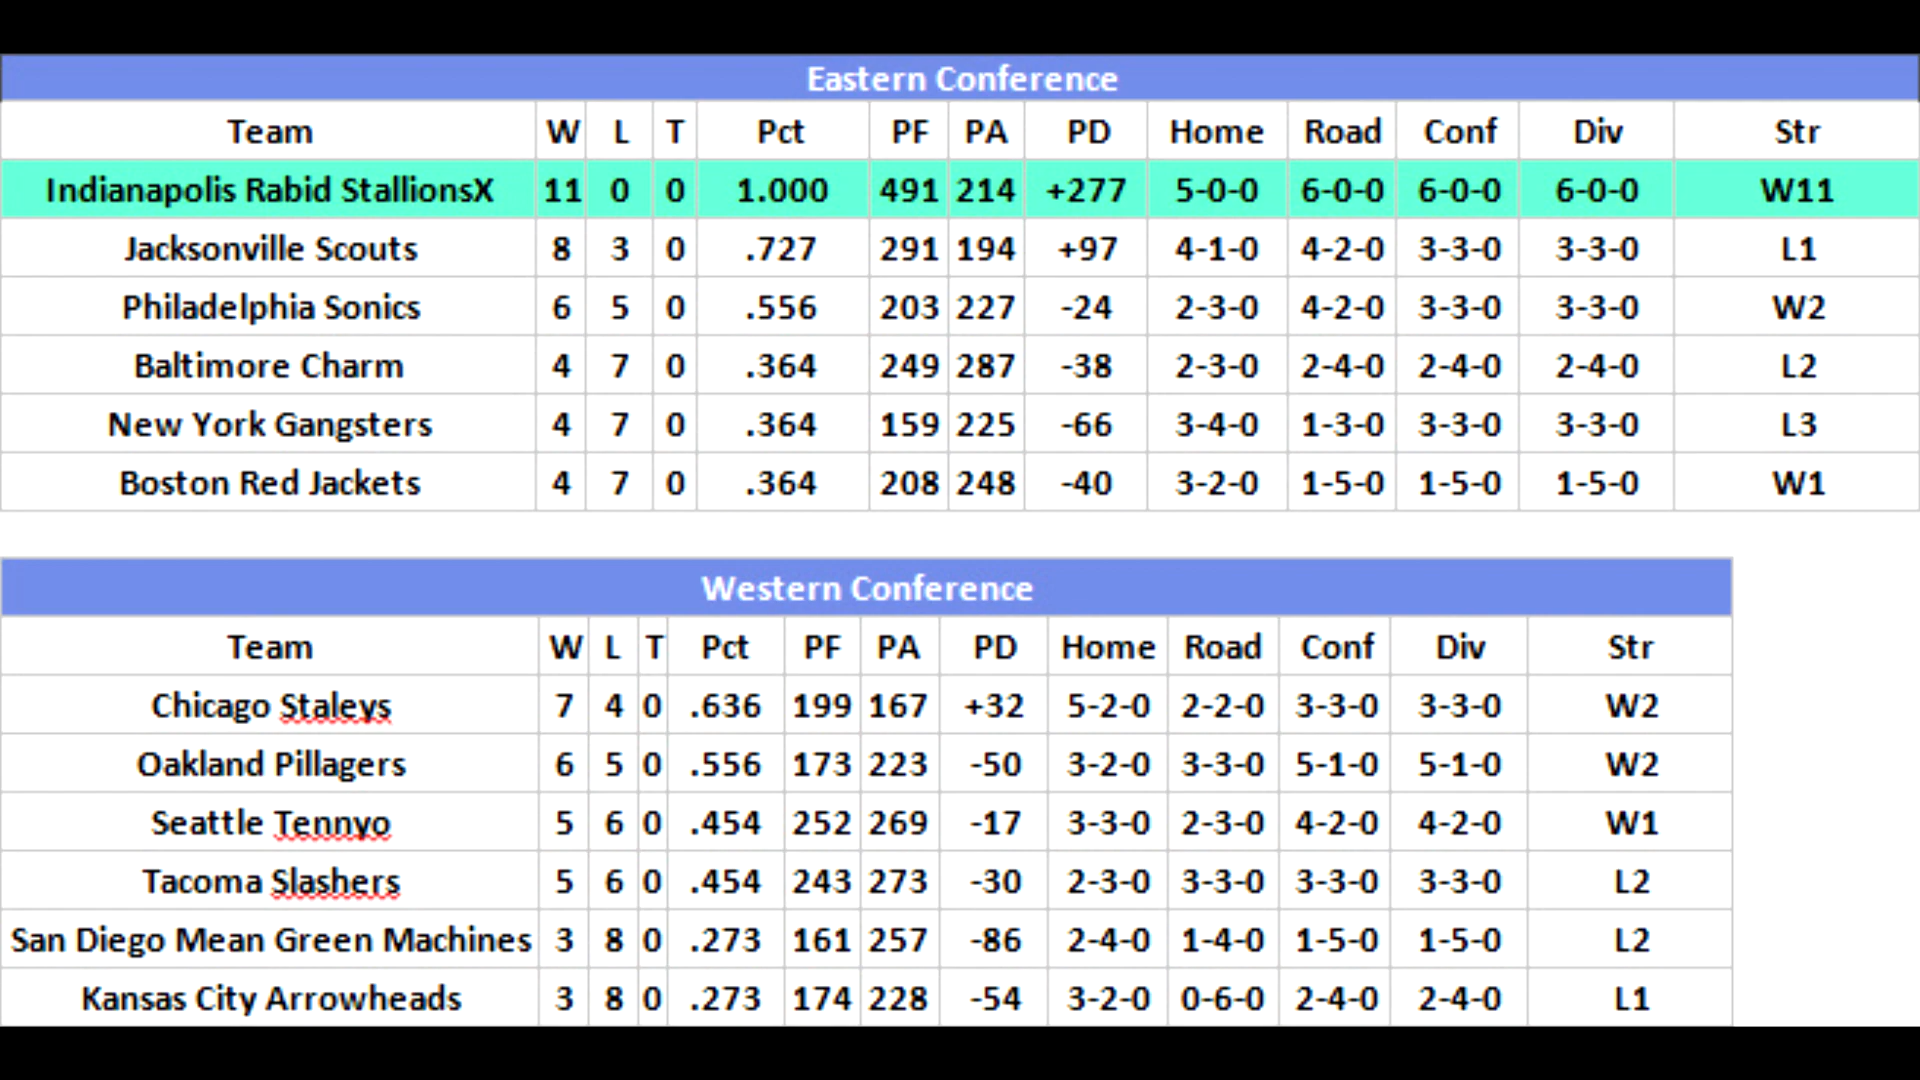 Eastern Conference
Team W L T Pct PF PA PD Home Road Conf Div Str
Indianapolis Rabid StallionsX 11 0 0 1.000 491 214 +277 5-0-0 6-0-0 6-0-0 6-0-0 W11
Jacksonville Scouts 8 3 0 .727 291 194 +97 4-1-0 4-2-0 3-3-0 3-3-0 L1
Philadelphia Sonics 6 5 0 .556 203 227 -24 2-3-0 4-2-0 3-3-0 3-3-0 W2
Baltimore Charm 4 7 0 .364 249 287 -38 2-3-0 2-4-0 2-4-0 2-4-0 L2
New York Gangsters 4 7 0 .364 159 225 -66 3-4-0 1-3-0 3-3-0 3-3-0 L3
Boston Red Jackets 4 7 0 .364 208 248 -40 3-2-0 1-5-0 1-5-0 1-5-0 W1
Western Conference
Team W L T Pct PF PA PD Home Road Conf Div Str
Chicago Staleys 7 4 0 .636 199 167 +32 5-2-0 2-2-0 3-3-0 3-3-0 W2
Oakland Pillagers 6 5 0 .556 173 223 -50 3-2-0 3-3-0 5-1-0 5-1-0 W2
Seattle Tennyo 5 6 0 .454 252 269 -17 3-3-0 2-3-0 4-2-0 4-2-0 W1
Tacoma Slashers 5 6 0 .454 243 273 -30 2-3-0 3-3-0 3-3-0 3-3-0 L2
San Diego Mean Green Machines 3 8 0 .273 161 257 -86 2-4-0 1-4-0 1-5-0 1-5-0 L2
Kansas City Arrowheads 3 8 0 .273 174 228 -54 3-2-0 0-6-0 2-4-0 2-4-0 L1